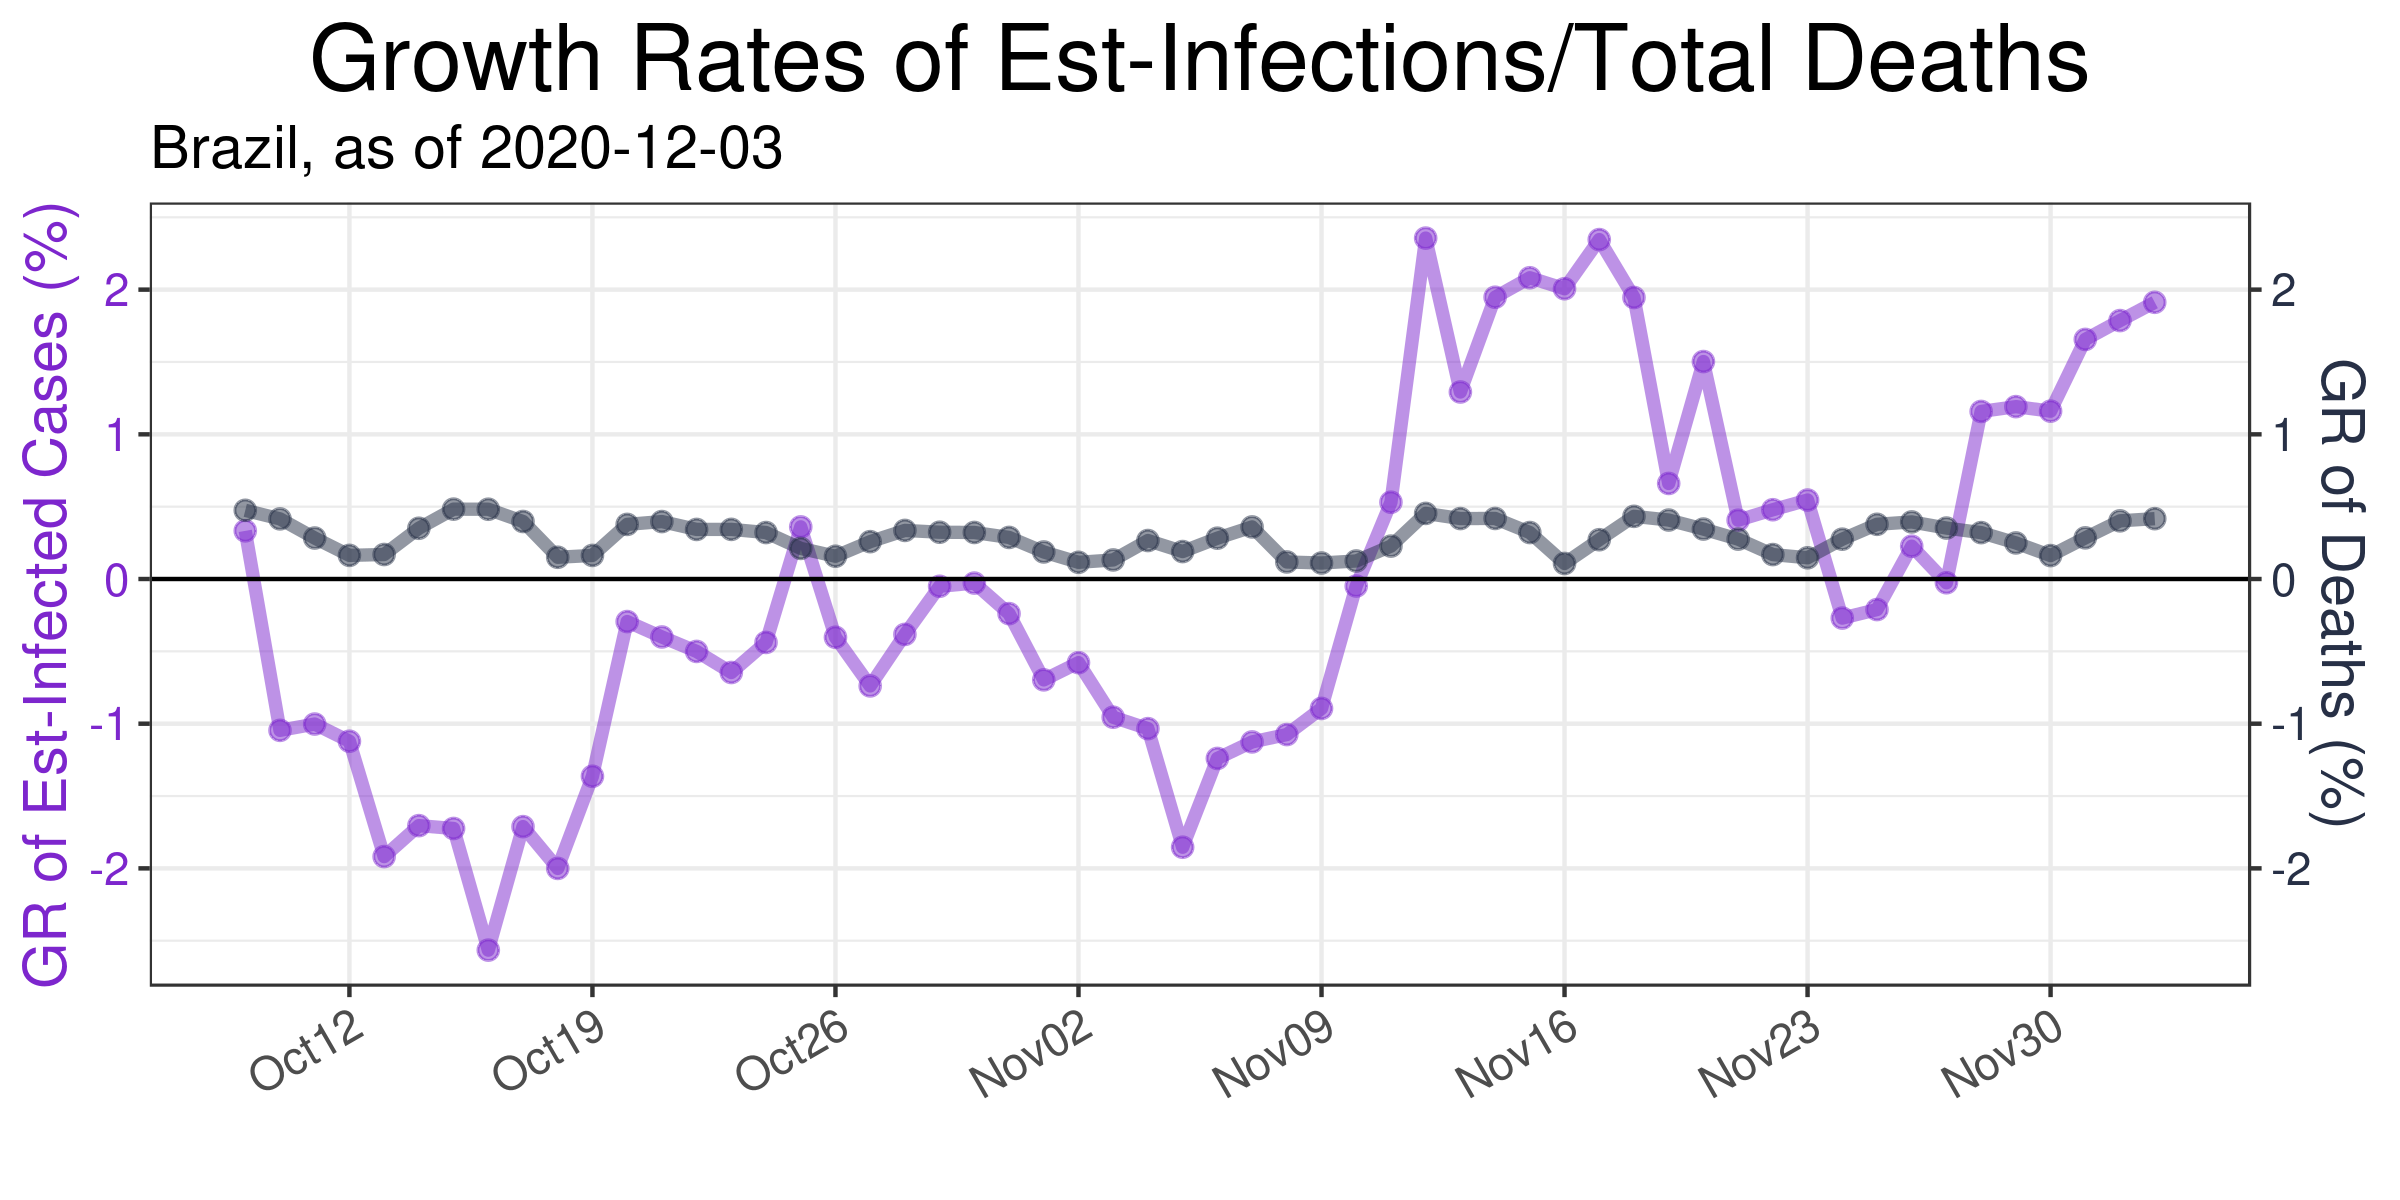 Growth Rates of Est-Infections/Total Deaths
Brazil, as of 2020-12-03
GR of Est-Infected Cases (%)
2
1
0
-1
-2
2
1
0
-1
-2
GR of Deaths (%)
Oct12
Oct19
Oct26
Nov02
Nov09
Nov16
Nov23
Nov30